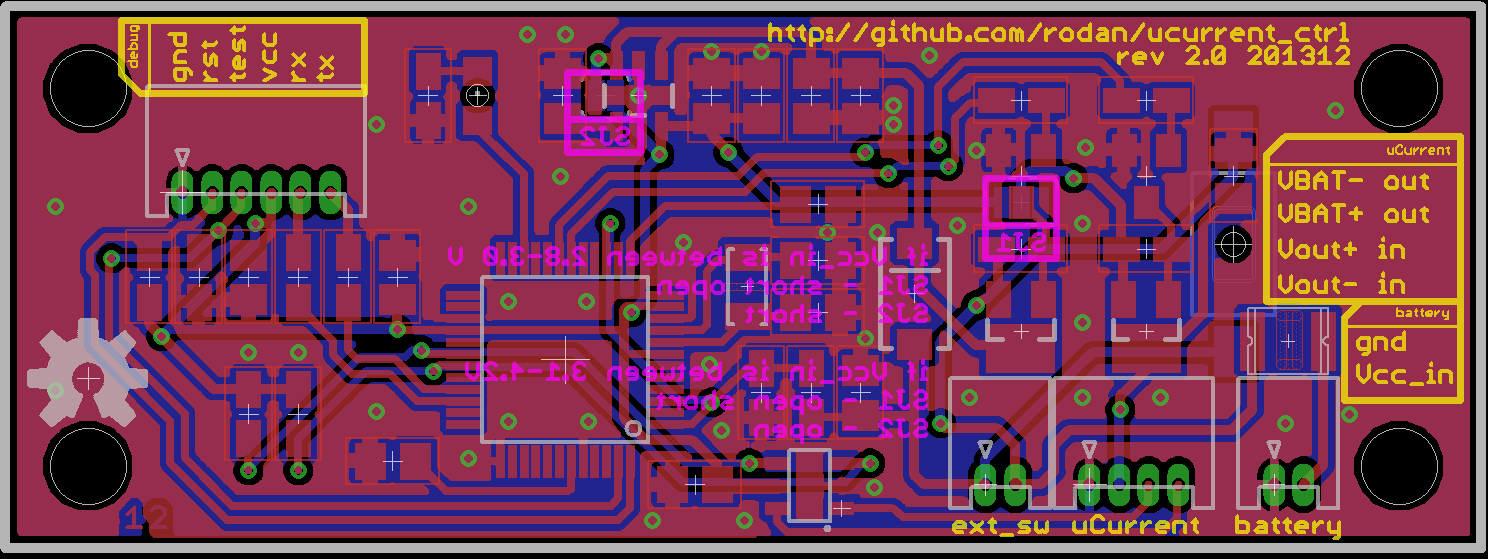 http://github.com/rodan/ucurrent_ctrl
rev 2.0 201312
debug
gnd
rst
test
vcc
rx
tx
SJ2
uCurrent
VBAT- out
VBAT+ out
Vout+ in
Vout- in
SJ1
if Vcc_in is between 2.8-3.0 V
SJ1 - short open
SJ2 - short
battery
gnd
Vcc_in
if Vcc_in is between 3.1-4.2V
SJ1 - open short
SJ2 - open
12
ext_sw uCurrent battery